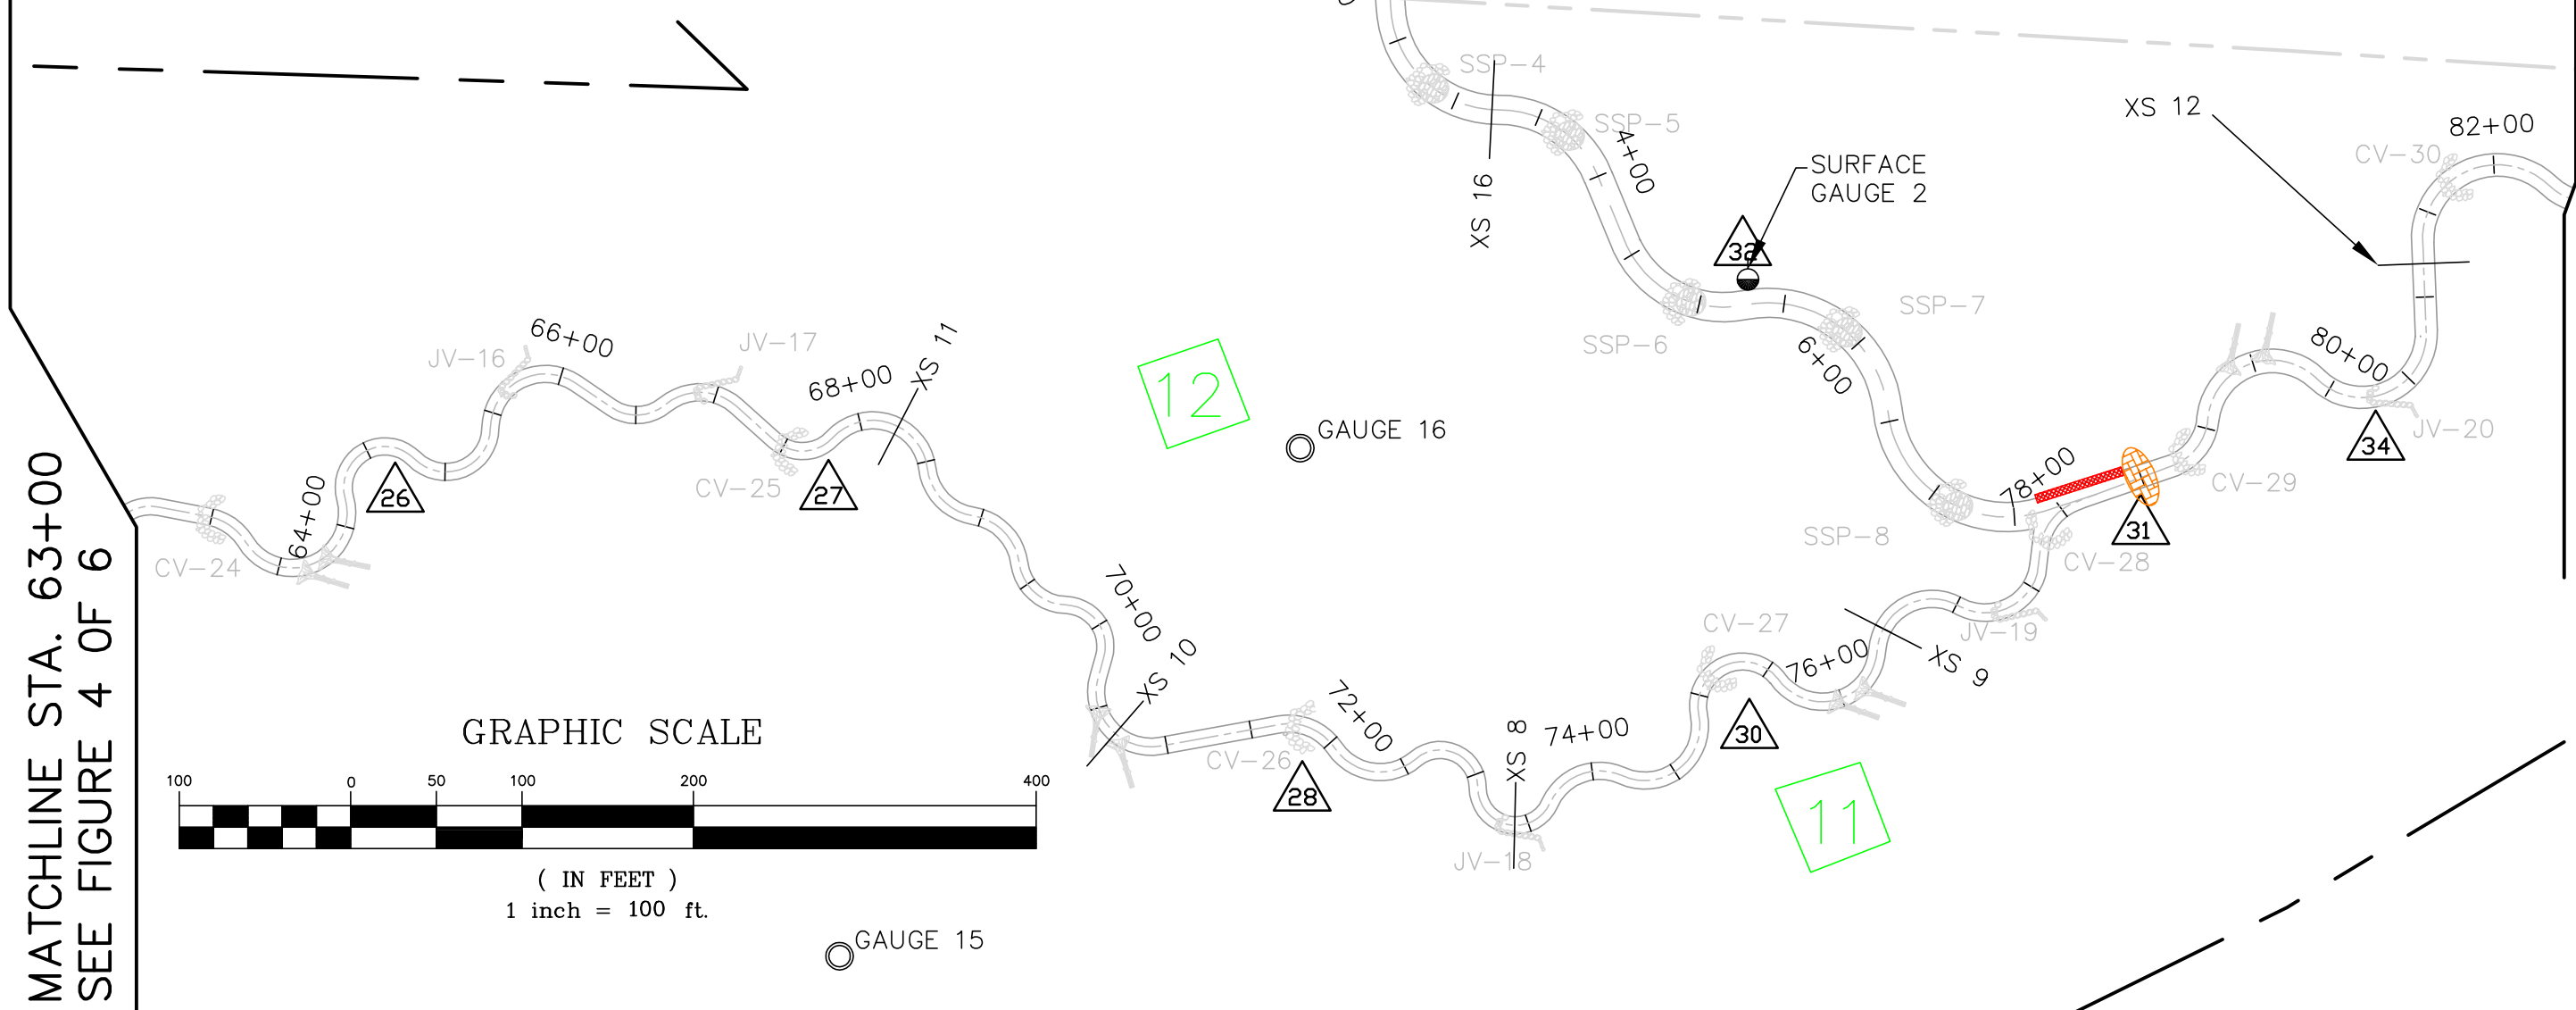 SSP-4
SSP-5
4+00
XS 16
SURFACE
GAUGE 2
32
XS 12
82+00
CV-30
SSP-6
SSP-7
6+00
80+00
JV-20
34
66+00
JV-16
JV-17
68+00
XS 11
12
GAUGE 16
26
CV-25
27
64+00
CV-24
78+00
CV-29
31
SSP-8
CV-28
MATCHLINE STA. 63+00
SEE FIGURE 4 OF 6
70+00
XS 10
CV-27
76+00
JV-19
XS 9
72+00
CV-26
28
XS 8
74+00
30
11
JV-18
GRAPHIC SCALE
100 0 50 100 200 400
( IN FEET )
1 inch = 100 ft.
GAUGE 15